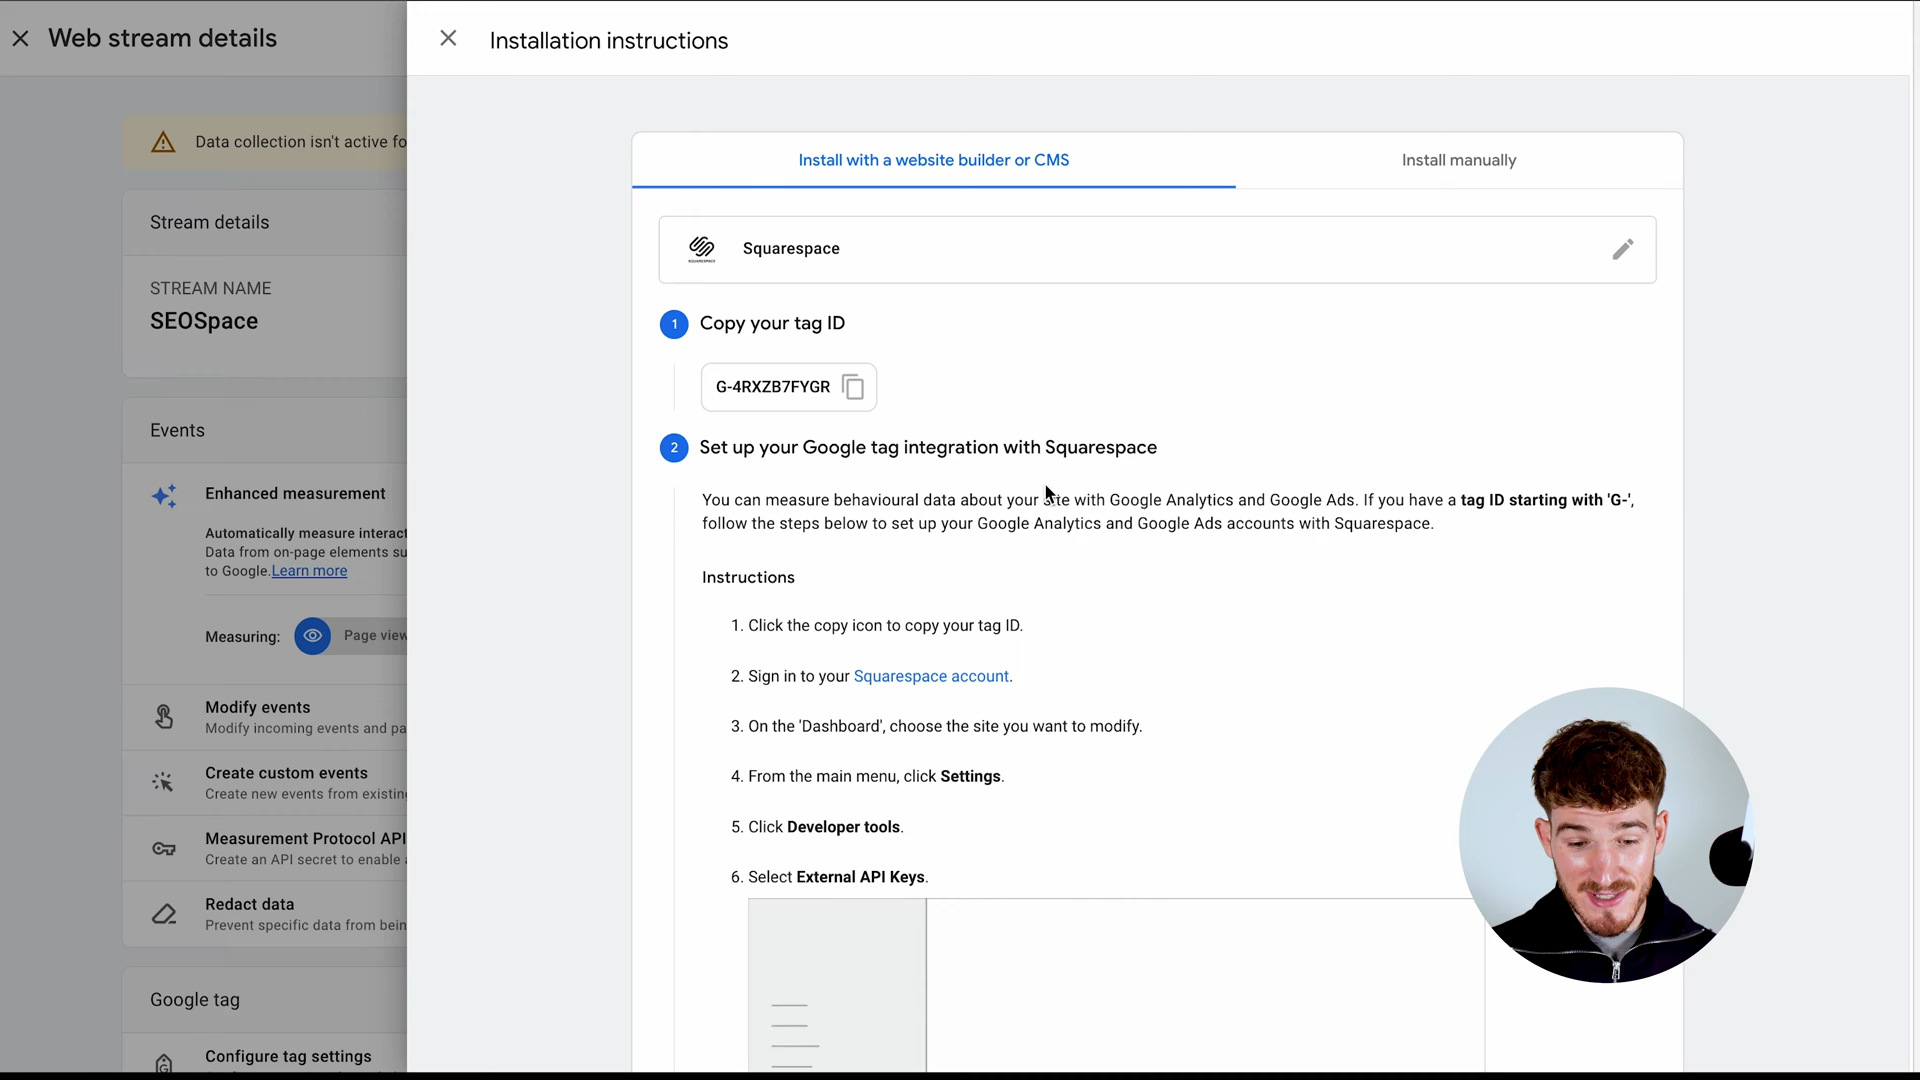 Web stream details
Installation instructions
Data collection isn't active fo
Stream details
STREAM NAME
SEOSpace
Events
Enhanced measurement
Automatically measure interact
Data from on-page elements su
to Google.Learn more
Measuring: Page view
Modify events
Modify incoming events and pa
Create custom events
Create new events from existing
Measurement Protocol API
Create an API secret to enable a
Redact data
Prevent specific data from bein
Google tag
Configure tag settings
Install with a website builder or CMS
Install manually
SQUARESPACE
Squarespace
1 Copy your tag ID
G-4RXZB7FYGR
2 Set up your Google tag integration with Squarespace
You can measure behavioural data about your site with Google Analytics and Google Ads. If you have a tag ID starting with 'G-',
follow the steps below to set up your Google Analytics and Google Ads accounts with Squarespace.
Instructions
1. Click the copy icon to copy your tag ID.
2. Sign in to your Squarespace account.
3. On the 'Dashboard', choose the site you want to modify.
4. From the main menu, click Settings.
5. Click Developer tools.
6. Select External API Keys.